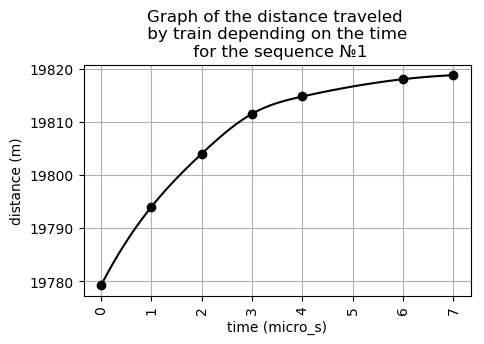 Graph of the distance traveled
by train depending on the time
for the sequence №1
distance (m)
19820
19810
19800
19790
19780
0
1
2
3
4
5
6
7
time (micro_s)